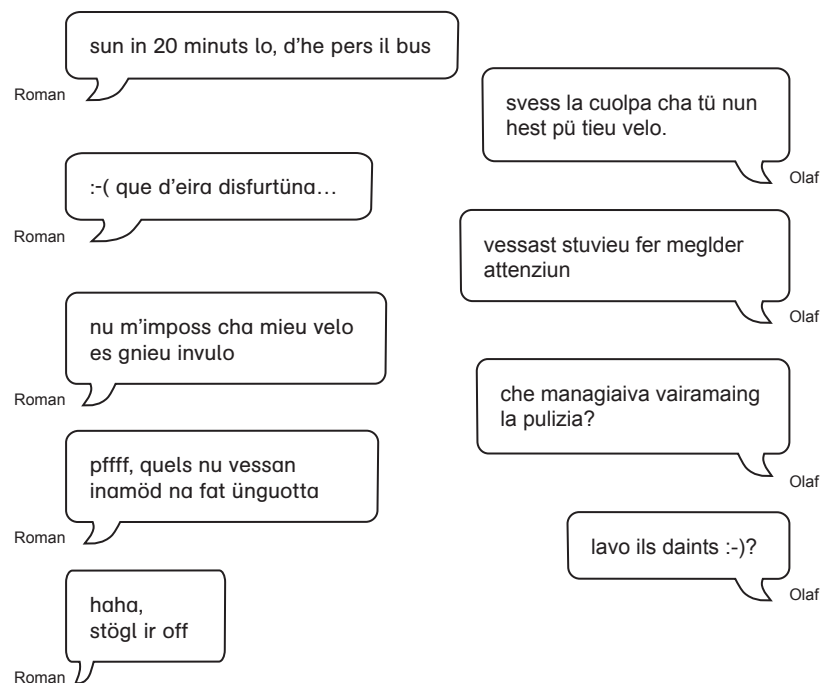 sun in 20 minuts lo, d’he pers il bus
Roman
svess la cuolpa cha tü nun
hest pü tieu velo.
Olaf
:-( que d’eira disfurtüna…
Roman
vessast stuvieu fer meglder
attenziun
Olaf
nu m’imposs cha mieu velo
es gnieu invulo
Roman
che managiaiva vairamaing
la pulizia?
Olaf
pffff, quels nu vessan
inamöd na fat ünguotta
Roman
lavo ils daints :-)?
Olaf
haha,
stögl ir off
Roman